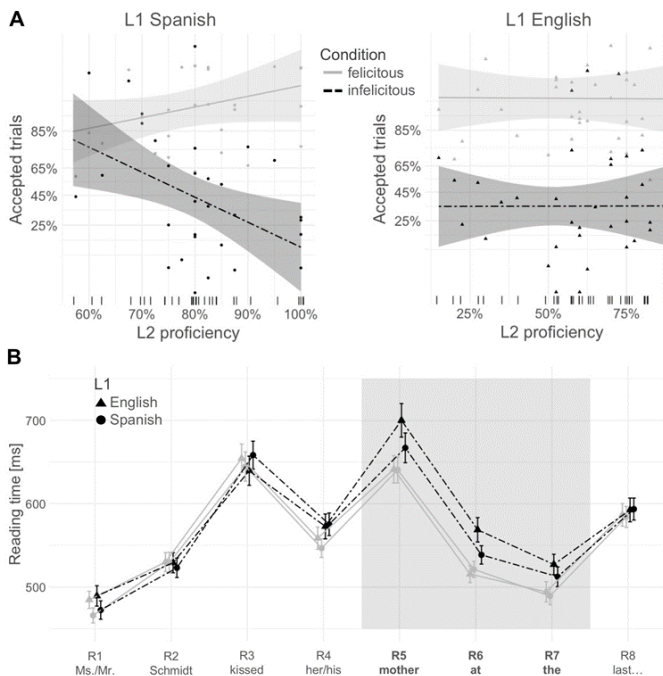 A
L1 Spanish
L1 English
Condition
felicitous
infelicitous
Accepted trials
85%
65%
45%
25%
60%
70%
80%
90%
100%
L2 proficiency
Accepted trials
85%
65%
45%
25%
25%
50%
75%
L2 proficiency
B
L1
English
Spanish
Reading time [ms]
700
600
500
R1 R2 R3 R4 R5 R6 R7 R8
Ms./Mr. Schmidt kissed her/his mother at the last...